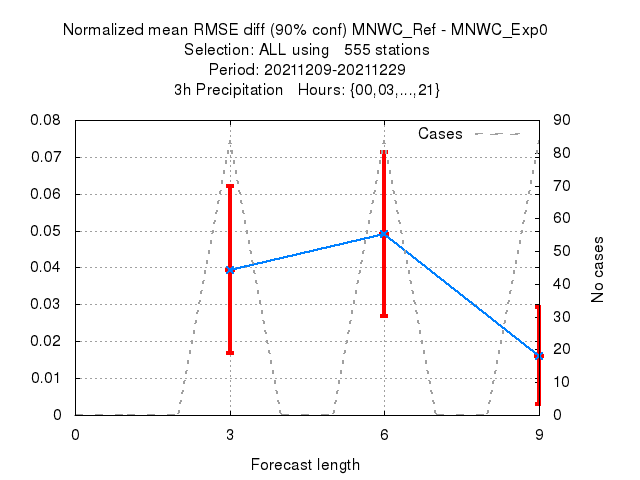 Normalized mean RMSE diff (90% conf) MNWC_Ref - MNWC_Exp0
Selection: ALL using 555 stations
Period: 20211209-20211229
3h Precipitation Hours: {00,03,...,21}
Cases
0.08
0.07
0.06
0.05
0.04
0.03
0.02
0.01
0
90
80
70
60
50
40
30
20
10
0
No cases
0 3 6 9
Forecast length